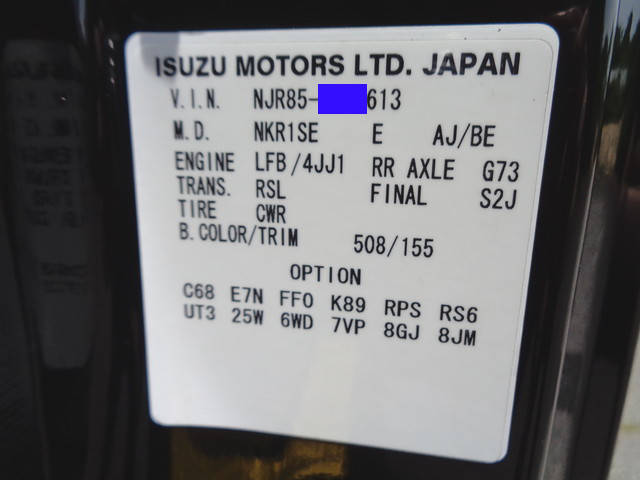 ISUZU MOTORS LTD. JAPAN
V.I.N. NJR85- 613
M.D. NKR1SE E AJ/BE
ENGINE LFB/4JJ1 RR AXLE G73
TRANS. RSL FINAL S2J
TIRE CWR
B.COLOR/TRIM 508/155
OPTION
C68 E7N FF0 K89 RPS RS6
UT3 25W 6WD 7VP 8GJ 8JM